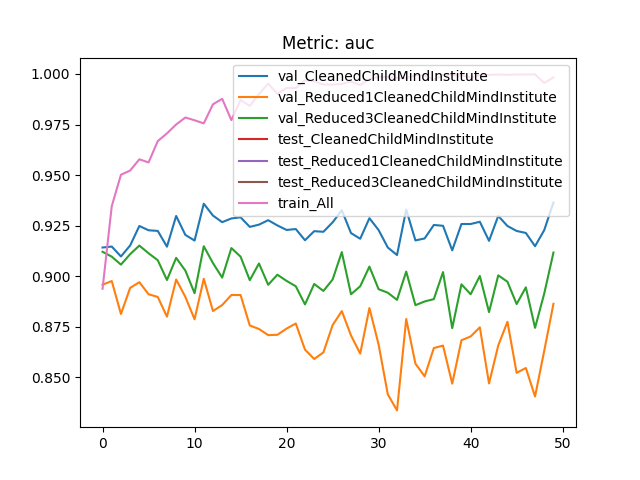 Metric: auc
1.000
0.975
0.950
0.925
0.900
0.875
0.850
val_CleanedChildMindInstitute
val_Reduced1CleanedChildMindInstitute
val_Reduced3CleanedChildMindInstitute
test_CleanedChildMindInstitute
test_Reduced1CleanedChildMindInstitute
test_Reduced3CleanedChildMindInstitute
train_All
0 10 20 30 40 50